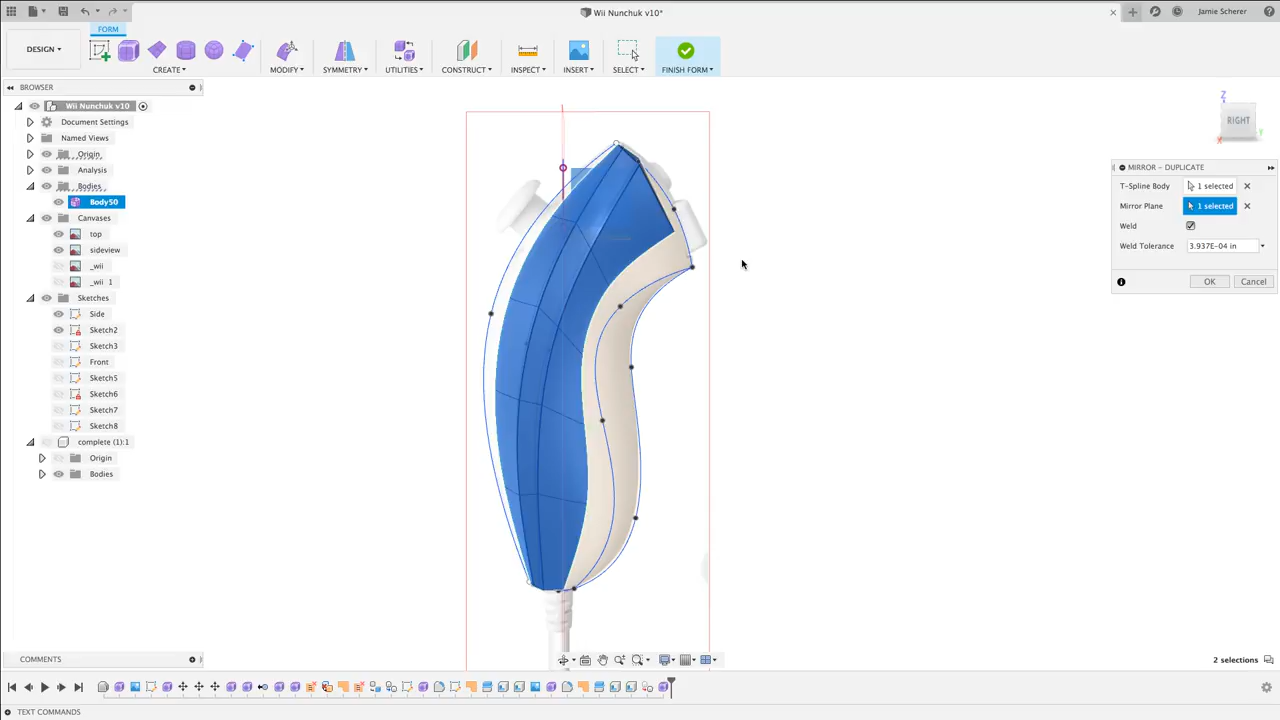 Wii Nunchuk v10*
Jamie Scherer
FORM
DESIGN
CREATE
MODIFY
SYMMETRY
UTILITIES
CONSTRUCT
INSPECT
INSERT
SELECT
FINISH FORM
BROWSER
Wii Nunchuk v10
Document Settings
Named Views
Origin
Analysis
Bodies
Body50
Canvases
top
sideview
_wii
_wii 1
Sketches
Side
Sketch2
Sketch3
Front
Sketch5
Sketch6
Sketch7
Sketch8
complete (1):1
Origin
Bodies
Z
RIGHT
X
Y
MIRROR - DUPLICATE
T-Spline Body 1 selected
Mirror Plane 1 selected
Weld
Weld Tolerance 3.937E-04 in
OK Cancel
COMMENTS
2 selections
TEXT COMMANDS